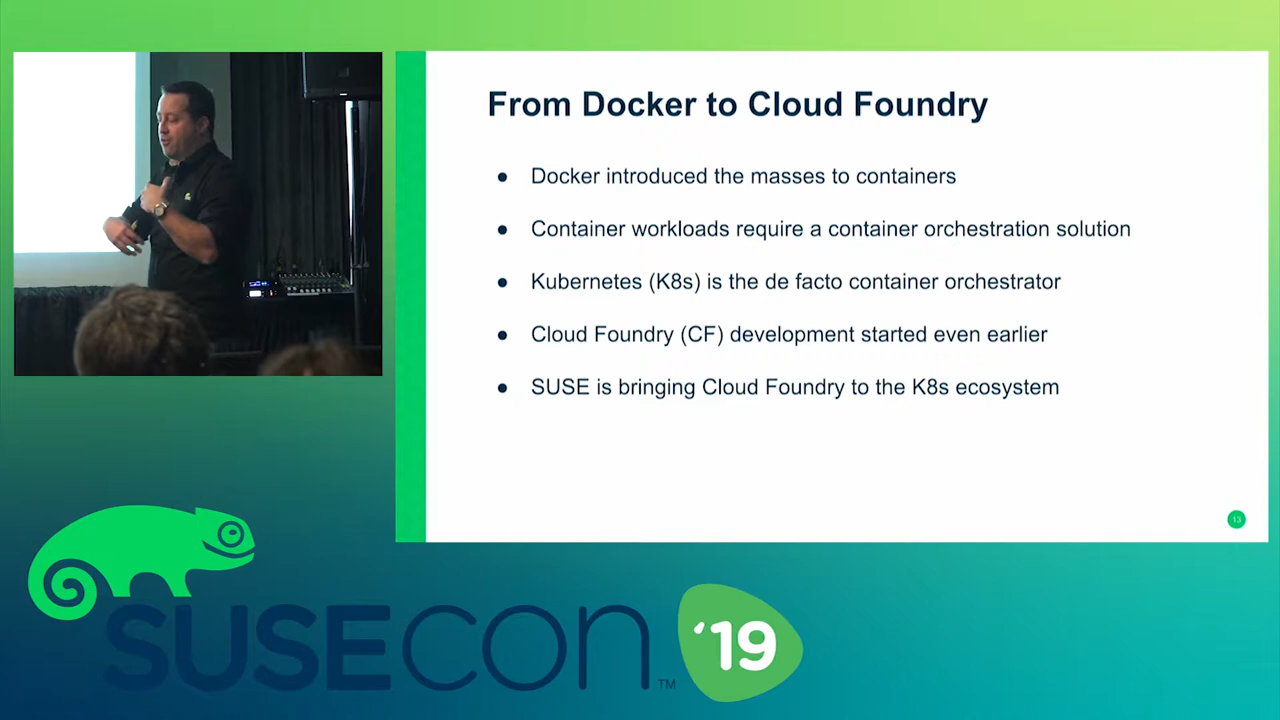 From Docker to Cloud Foundry
● Docker introduced the masses to containers
● Container workloads require a container orchestration solution
● Kubernetes (K8s) is the de facto container orchestrator
● Cloud Foundry (CF) development started even earlier
● SUSE is bringing Cloud Foundry to the K8s ecosystem
13
SUSECON TM '19